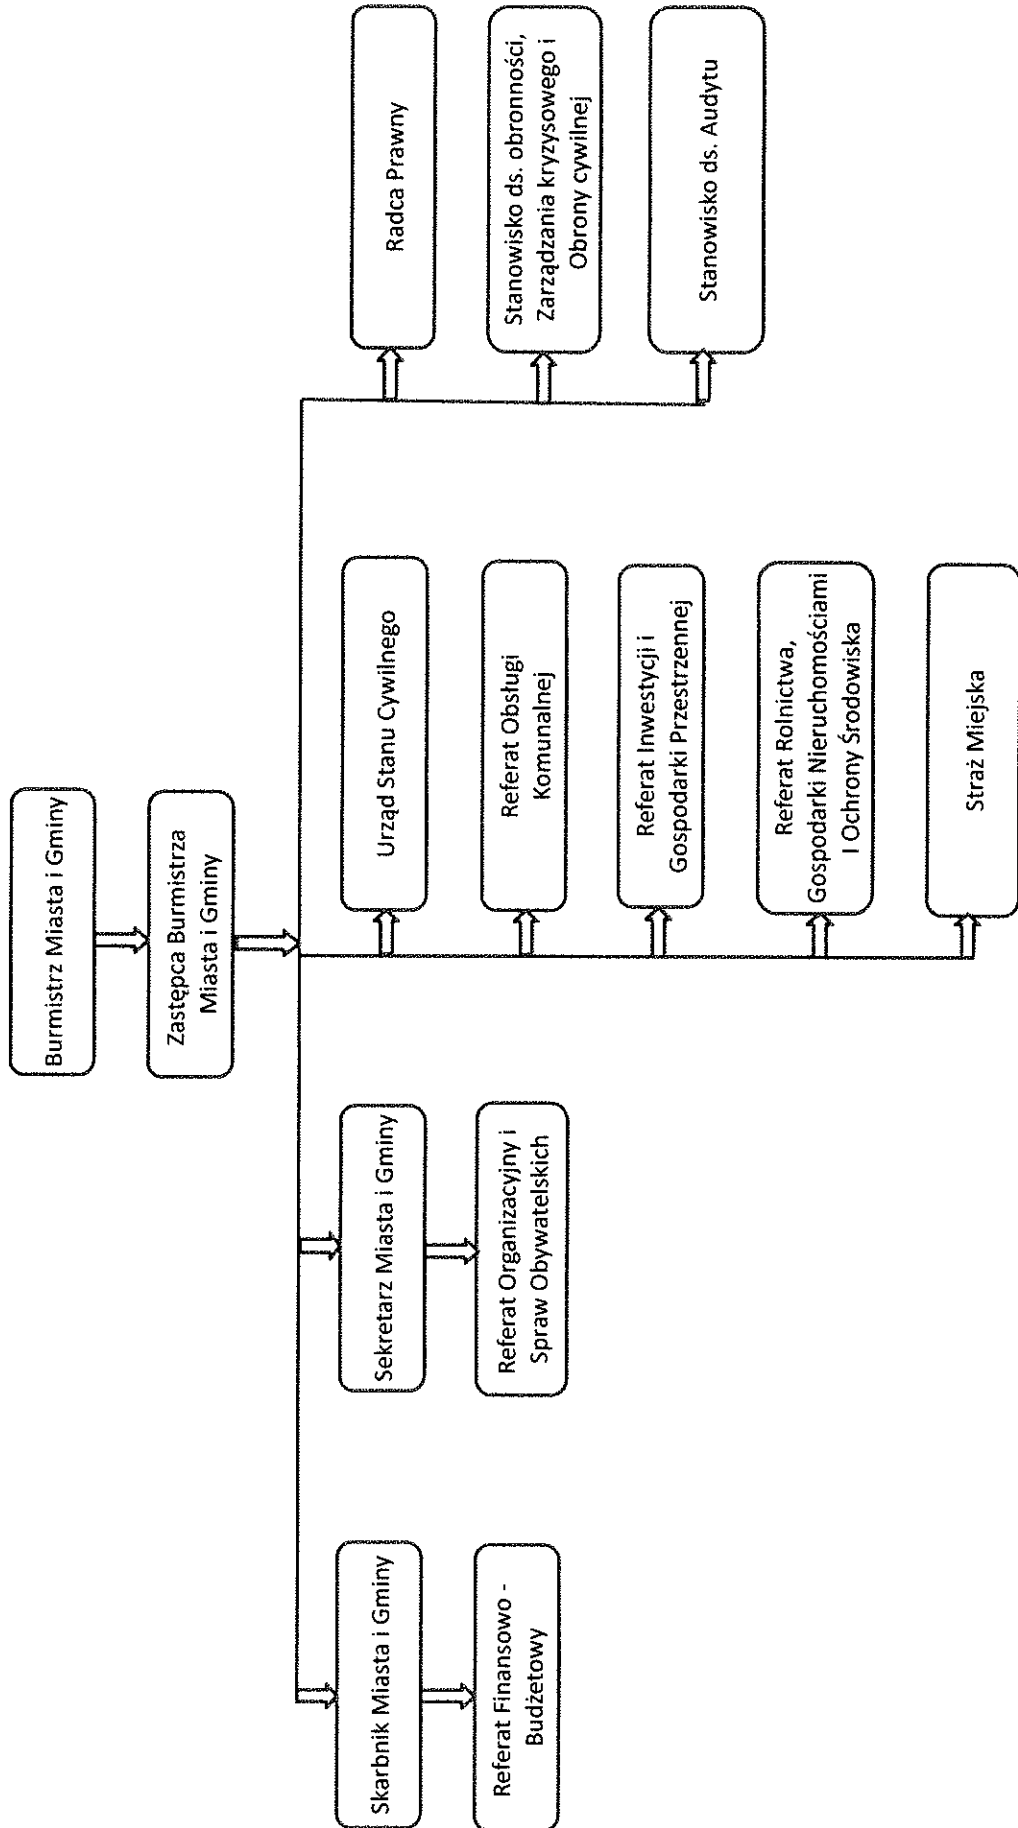 Burmistrz Miasta i Gminy
Zastępca Burmistrza
Miasta i Gminy
Skarbnik Miasta i Gminy
Referat Finansowo -
Budżetowy
Sekretarz Miasta i Gminy
Referat Organizacyjny i
Spraw Obywatelskich
Urząd Stanu Cywilnego
Referat Obsługi
Komunalnej
Referat Inwestycji i
Gospodarki Przestrzennej
Referat Rolnictwa,
Gospodarki Nieruchomościami
I Ochrony Środowiska
Straż Miejska
Radca Prawny
Stanowisko ds. obronności,
Zarządzania kryzysowego i
Obrony cywilnej
Stanowisko ds. Audytu